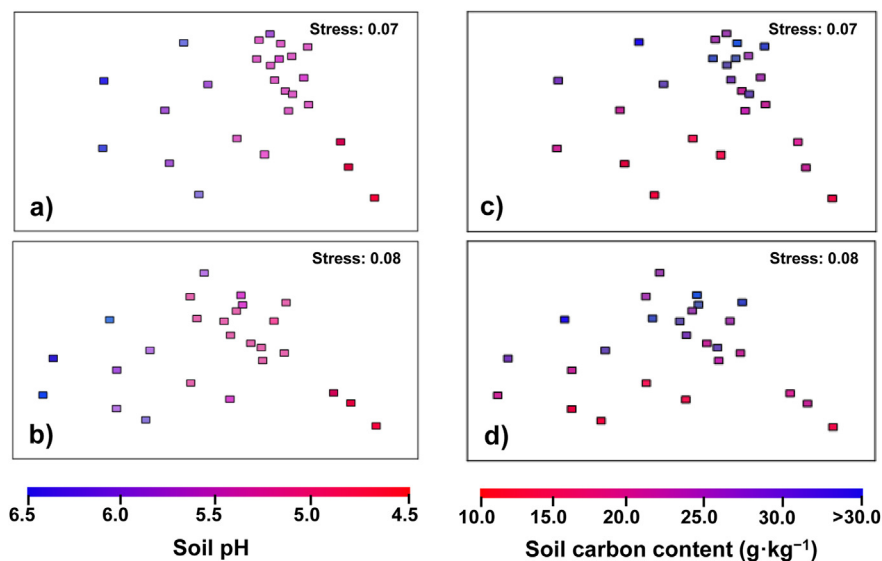 Stress: 0.07
a)
Stress: 0.07
c)
Stress: 0.08
b)
Stress: 0.08
d)
6.5 6.0 5.5 5.0 4.5
Soil pH
10.0 15.0 20.0 25.0 30.0 >30.0
Soil carbon content (g·kg⁻¹)